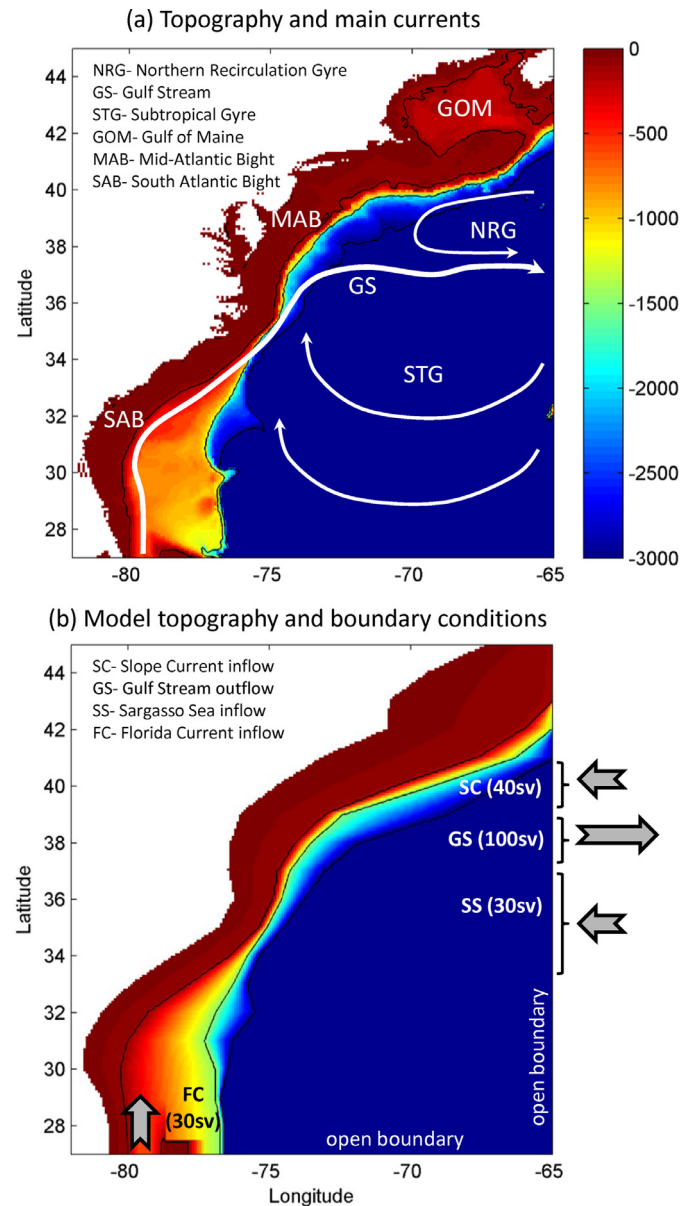 (a) Topography and main currents
NRG- Northern Recirculation Gyre
GS- Gulf Stream
STG- Subtropical Gyre
GOM- Gulf of Maine
MAB- Mid-Atlantic Bight
SAB- South Atlantic Bight
GOM
MAB
NRG
GS
STG
SAB
Latitude
44
42
40
38
36
34
32
30
28
-80
-75
-70
-65
0
-500
-1000
-1500
-2000
-2500
-3000
(b) Model topography and boundary conditions
SC- Slope Current inflow
GS- Gulf Stream outflow
SS- Sargasso Sea inflow
FC- Florida Current inflow
SC (40sv)
GS (100sv)
SS (30sv)
FC
(30sv)
open boundary
open boundary
Latitude
44
42
40
38
36
34
32
30
28
-80
-75
-70
-65
Longitude